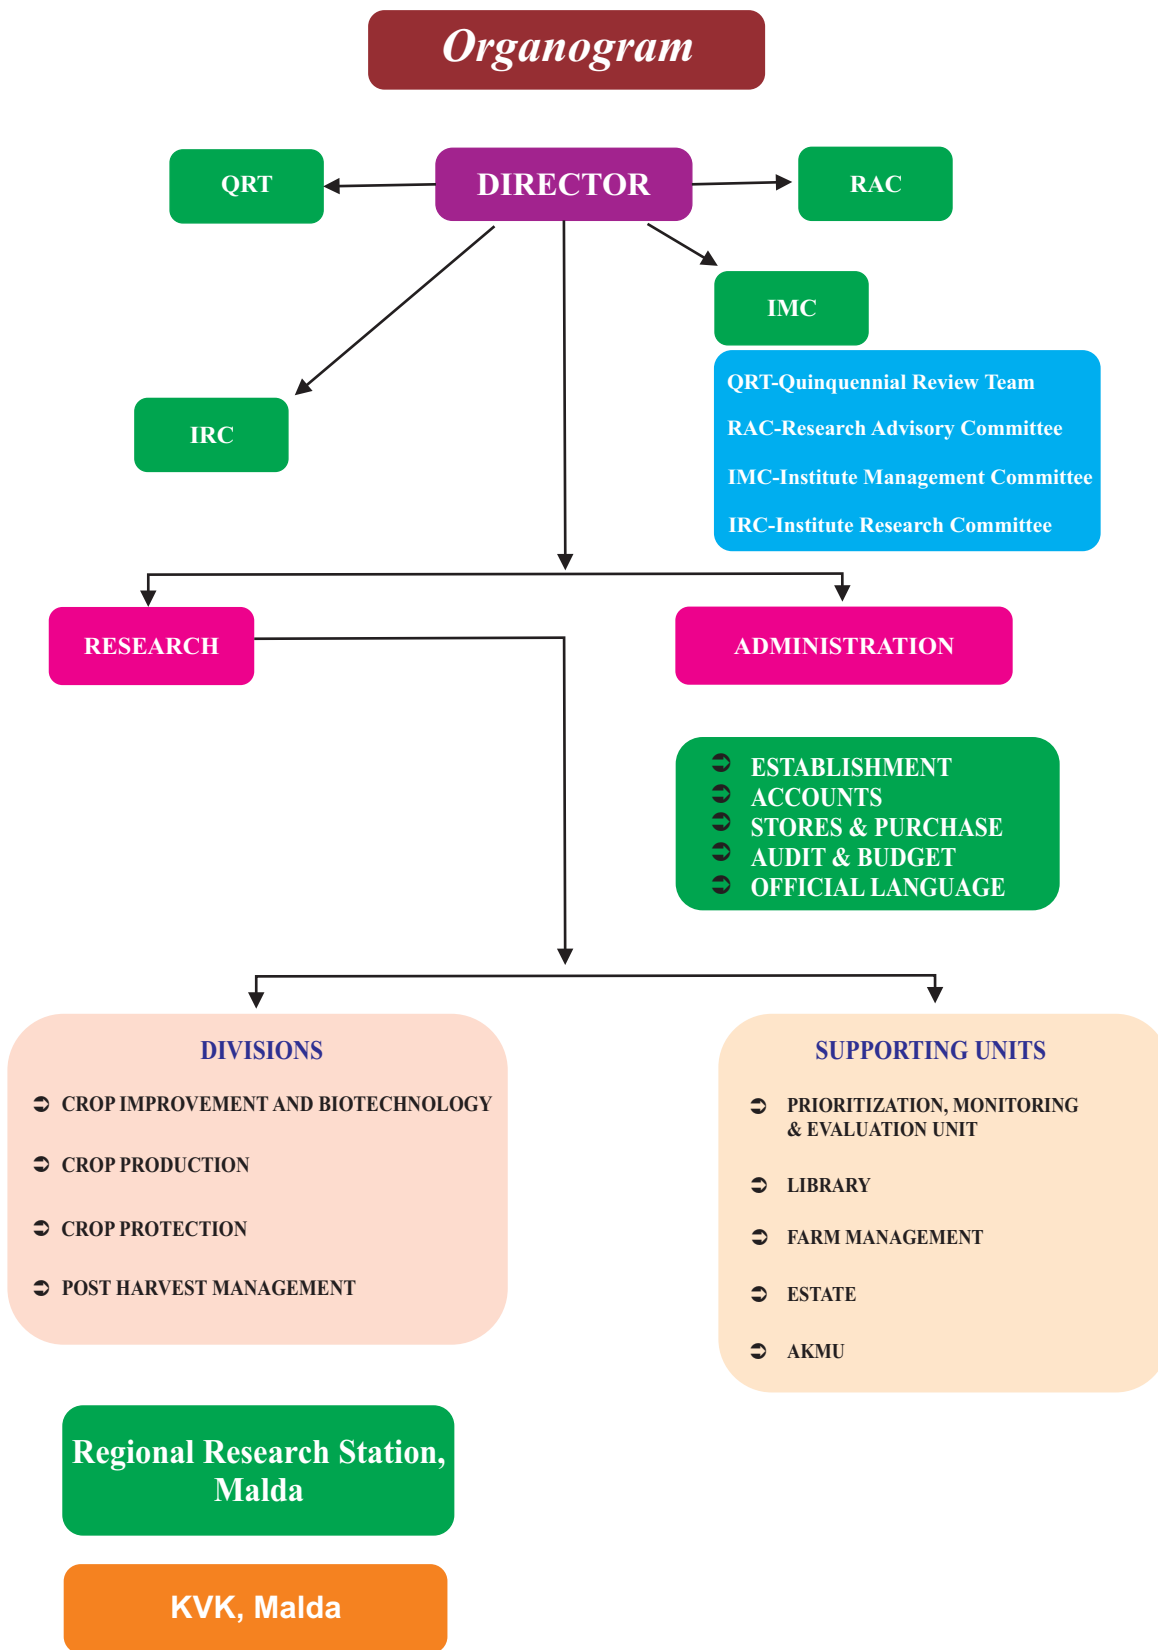 Organogram
QRT
DIRECTOR
RAC
IMC
QRT-Quinquennial Review Team
RAC-Research Advisory Committee
IMC-Institute Management Committee
IRC-Institute Research Committee
IRC
RESEARCH
ADMINISTRATION
ESTABLISHMENT
ACCOUNTS
STORES & PURCHASE
AUDIT & BUDGET
OFFICIAL LANGUAGE
DIVISIONS
CROP IMPROVEMENT AND BIOTECHNOLOGY
CROP PRODUCTION
CROP PROTECTION
POST HARVEST MANAGEMENT
SUPPORTING UNITS
PRIORITIZATION, MONITORING
& EVALUATION UNIT
LIBRARY
FARM MANAGEMENT
ESTATE
AKMU
Regional Research Station,
Malda
KVK, Malda